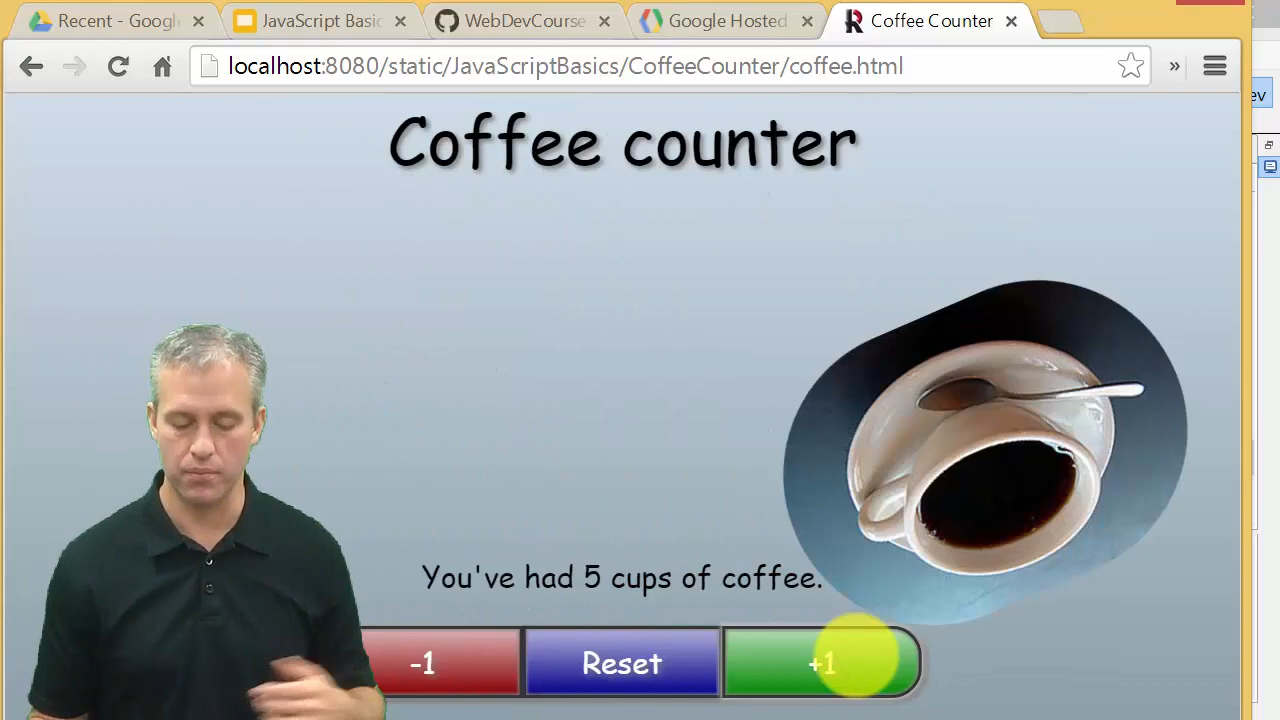 Recent - Googl
JavaScript Basic
WebDevCourse
Google Hosted
Coffee Counter
localhost:8080/static/JavaScriptBasics/CoffeeCounter/coffee.html
»
ev
Coffee counter
You've had 5 cups of coffee.
-1
Reset
+1